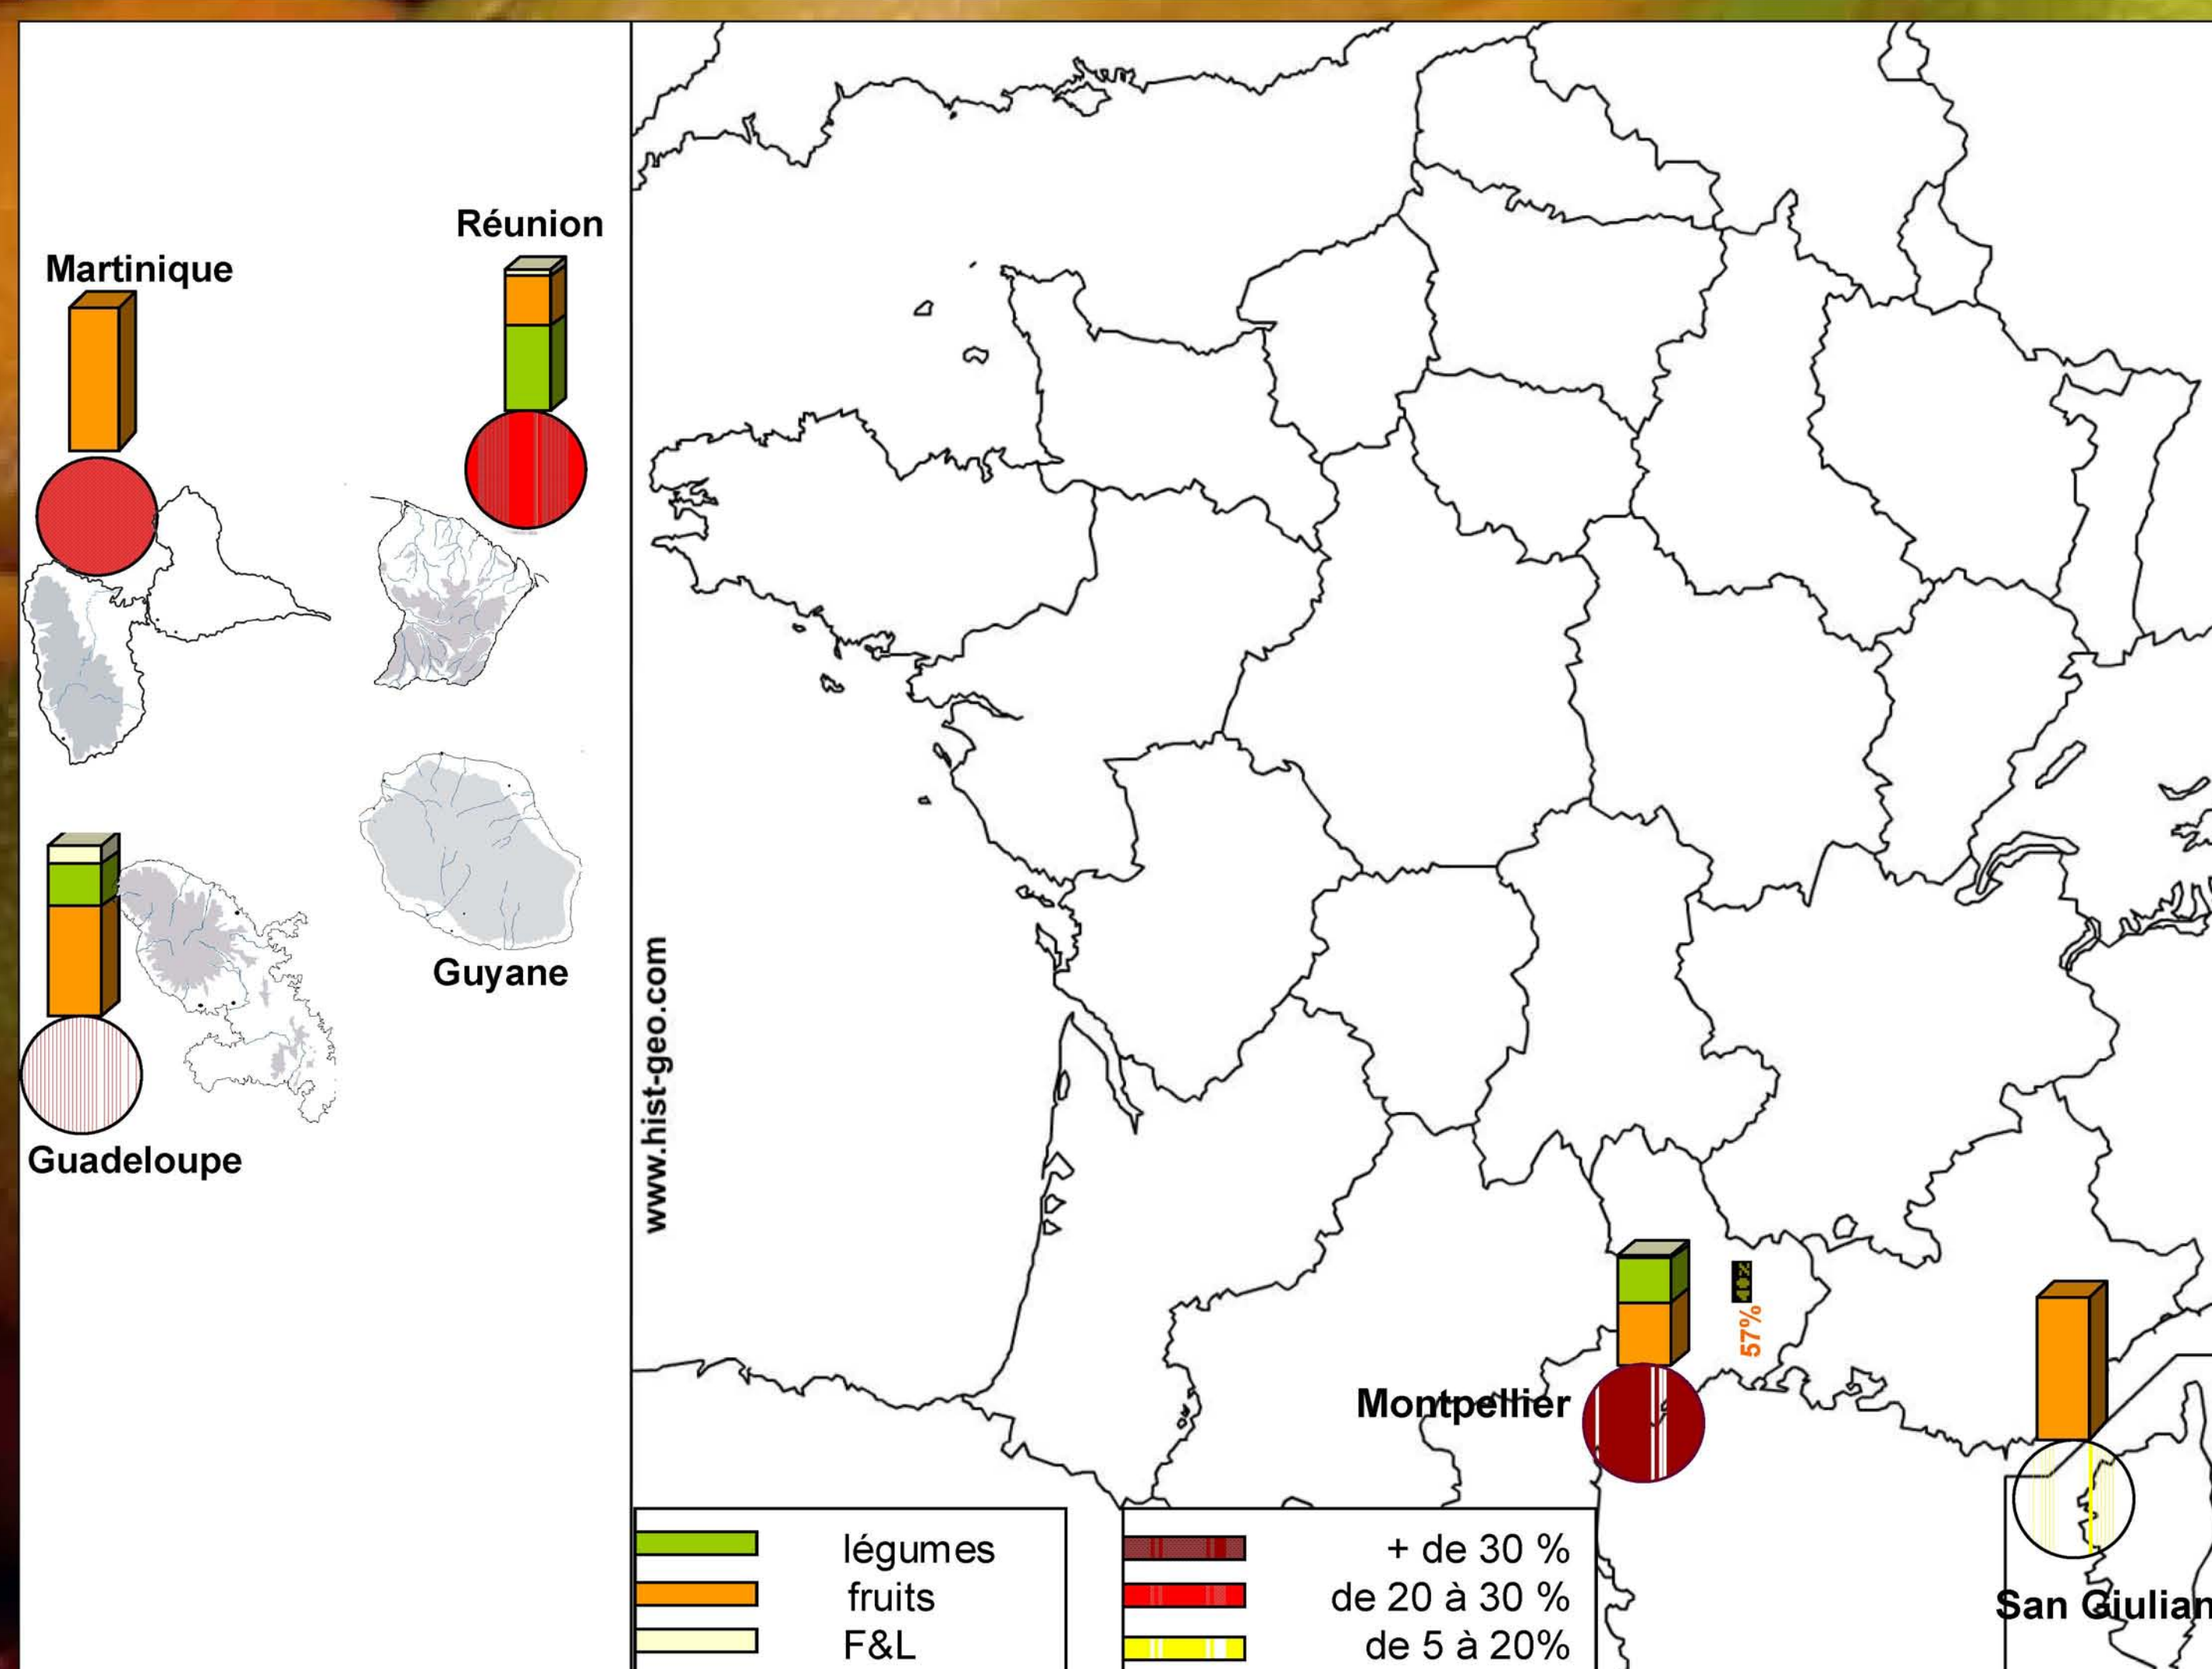 Réunion
Martinique
Guyane
Guadeloupe
www.hist-geo.com
57%
Montpellier
San Giulian
légumes
fruits
F&L
+ de 30 %
de 20 à 30 %
de 5 à 20%